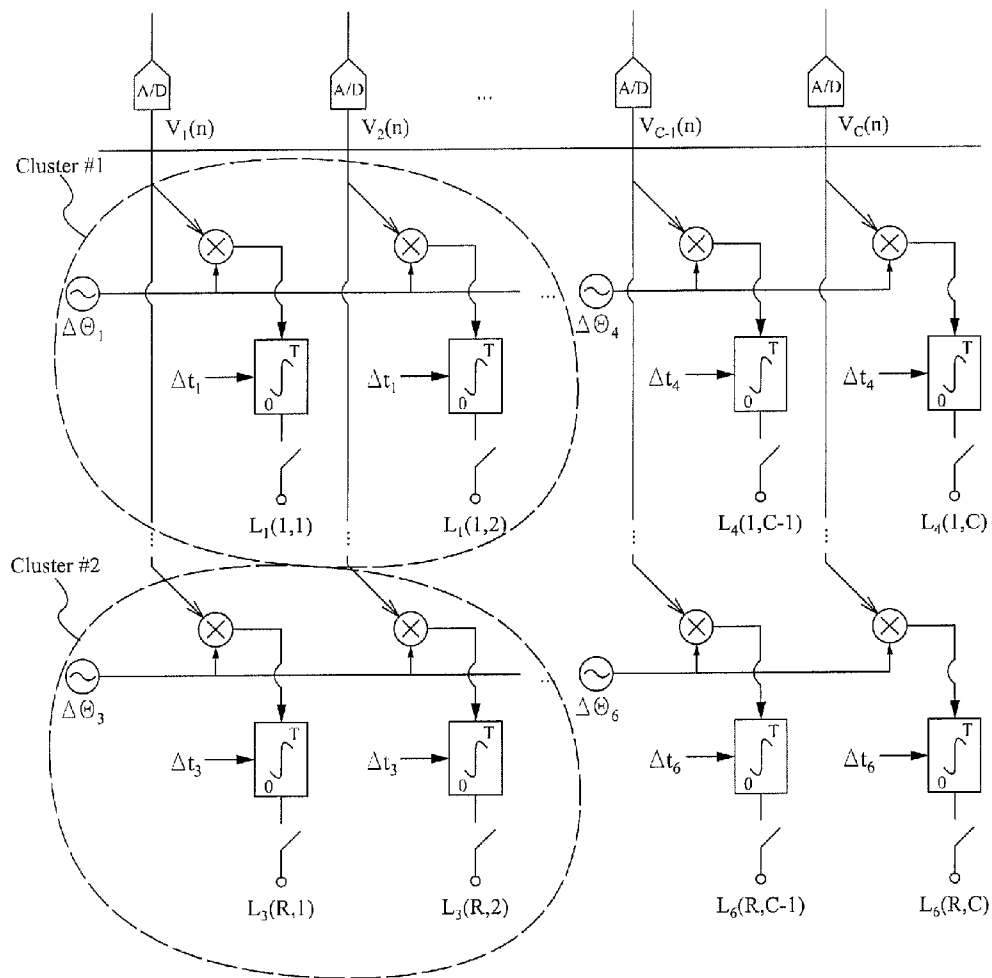 A/D A/D ... A/D A/D
V₁(n) V₂(n) V_C-1(n) V_C(n)
Cluster #1
ΔΘ₁ ... ΔΘ₄
T T T T
Δt₁ ∫ Δt₁ ∫ Δt₄ ∫ Δt₄ ∫
0 0 0 0
L₁(1,1) L₁(1,2) L₄(1,C-1) L₄(1,C)
Cluster #2
ΔΘ₃ ... ΔΘ₆
T T T T
Δt₃ ∫ Δt₃ ∫ Δt₆ ∫ Δt₆ ∫
0 0 0 0
L₃(R,1) L₃(R,2) L₆(R,C-1) L₆(R,C)